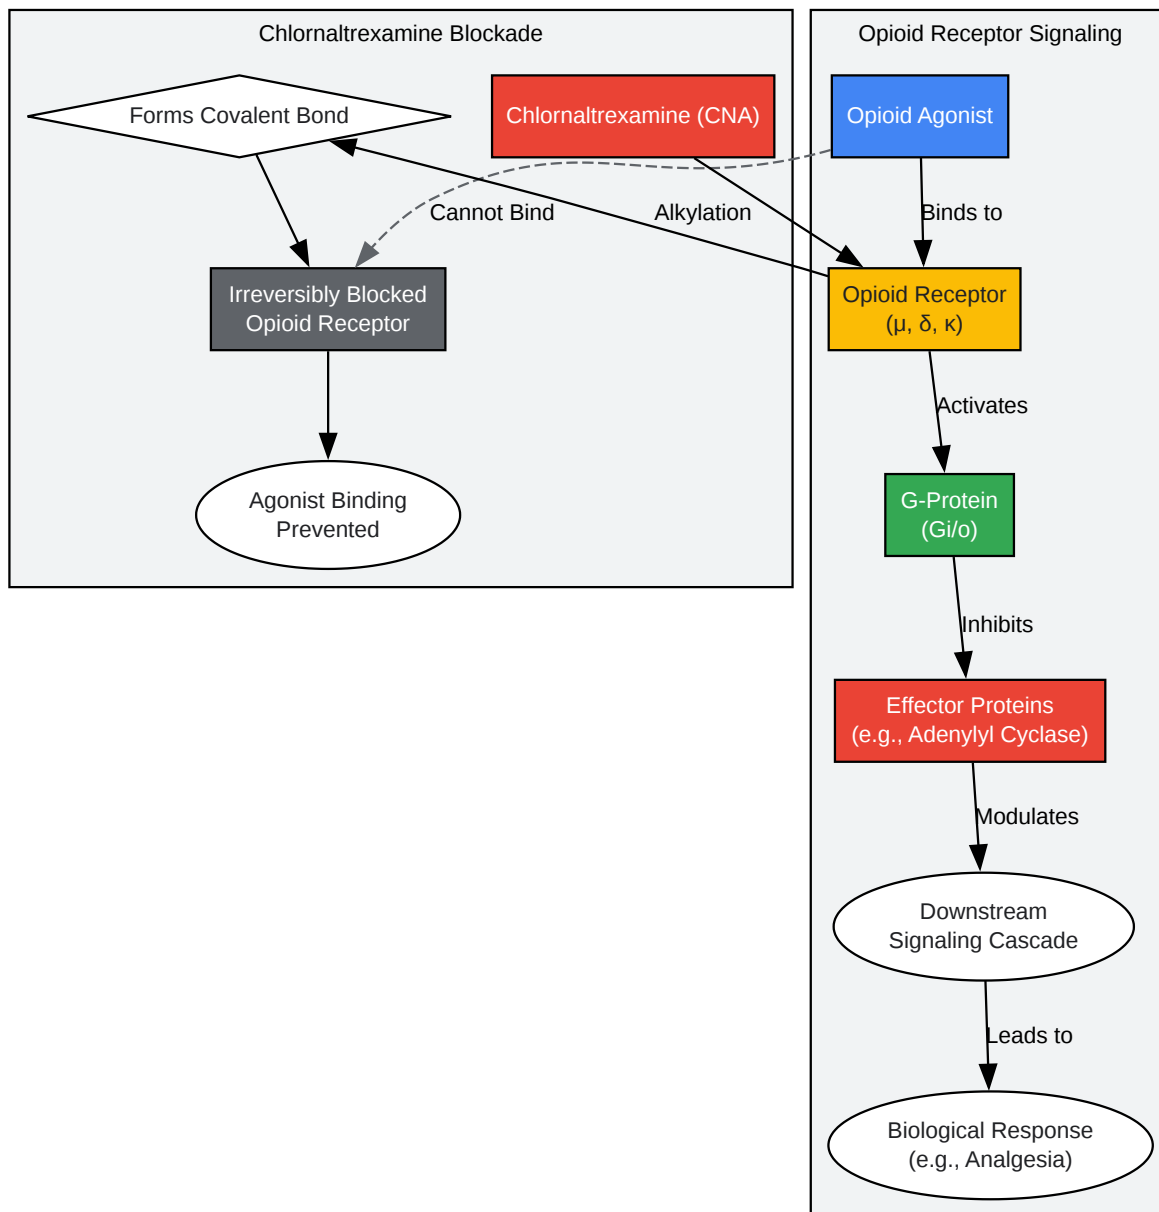 Chlornaltrexamine Blockade
Forms Covalent Bond
Chlornaltrexamine (CNA)
Cannot Bind
Alkylation
Irreversibly Blocked
Opioid Receptor
Agonist Binding
Prevented
Opioid Receptor Signaling
Opioid Agonist
Binds to
Opioid Receptor
(μ, δ, κ)
Activates
G-Protein
(Gi/o)
Inhibits
Effector Proteins
(e.g., Adenylyl Cyclase)
Modulates
Downstream
Signaling Cascade
Leads to
Biological Response
(e.g., Analgesia)